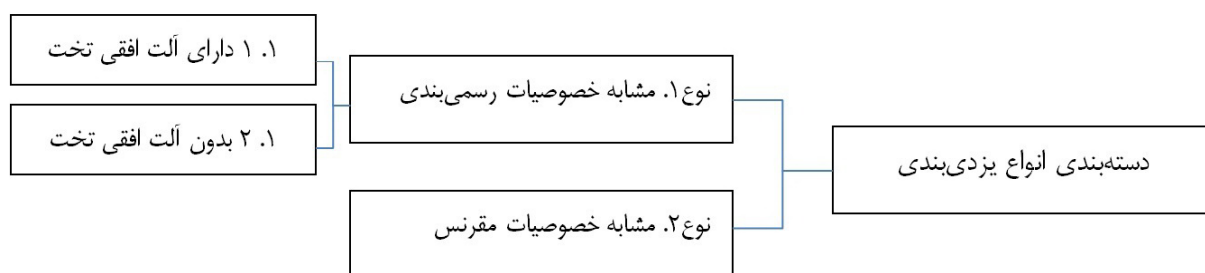 دسته‌بندی انواع یزدی‌بندی
نوع۱. مشابه خصوصیات رسمی‌بندی
۱. ۱ دارای آلت افقی تخت
۱. ۲ بدون آلت افقی تخت
نوع۲. مشابه خصوصیات مقرنس